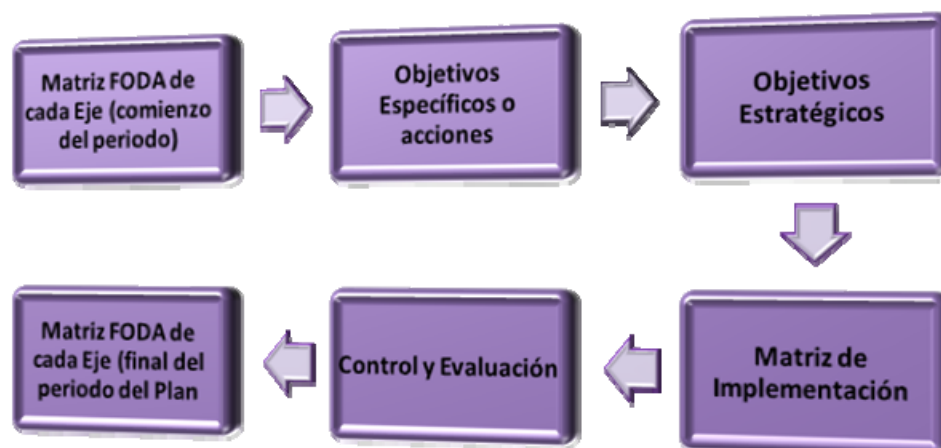 Matriz FODA de
cada Eje (comienzo
del periodo)
Objetivos
Específicos o
acciones
Objetivos
Estratégicos
Matriz de
Implementación
Control y Evaluación
Matriz FODA de
cada Eje (final del
periodo del Plan